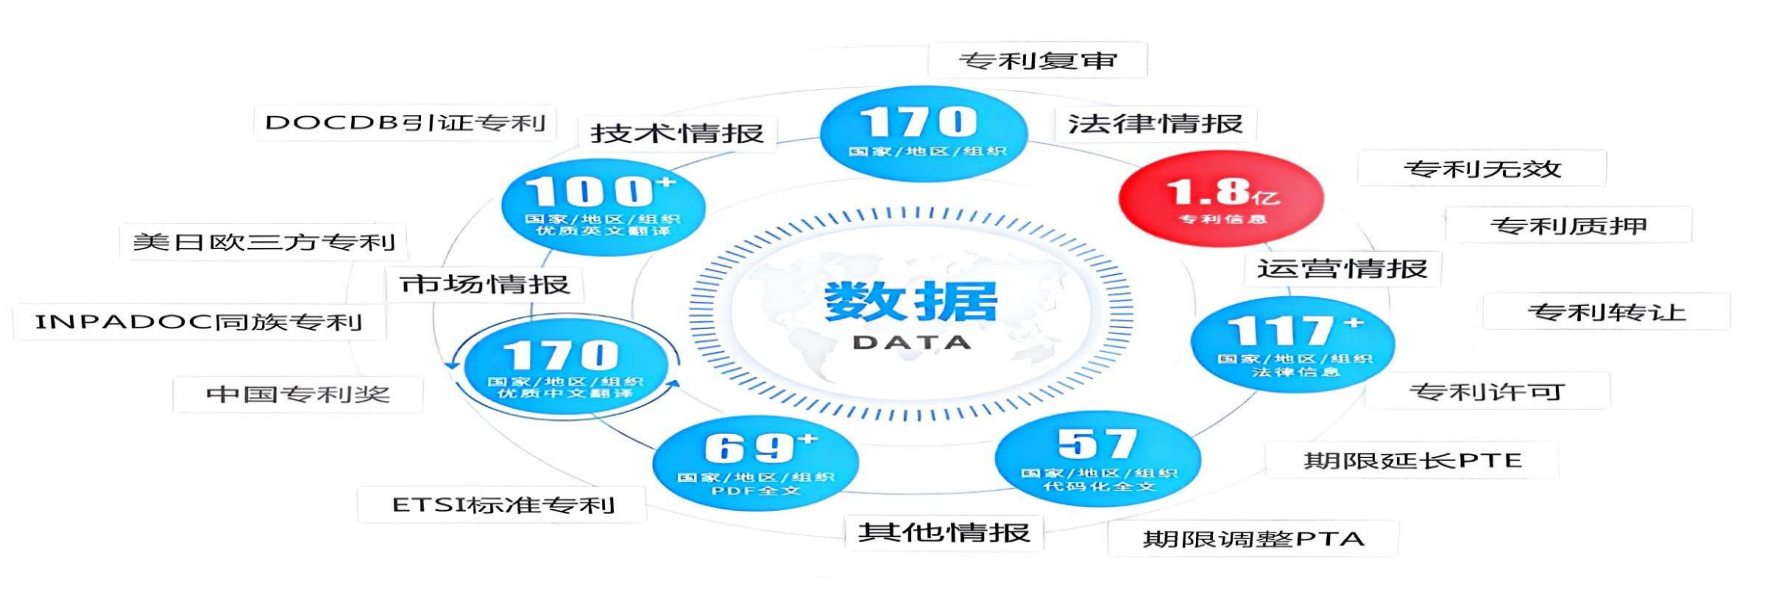 专利复审
DOCDB引证专利
技术情报
170
国家/地区/组织
法律情报
专利无效
100+
国家/地区/组织
优质英文翻译
1.8亿
专利信息
专利质押
美日欧三方专利
市场情报
运营情报
数据
DATA
INPADOC同族专利
专利转让
170
国家/地区/组织
优质中文翻译
117+
国家/地区/组织
法律信息
中国专利奖
专利许可
69+
国家/地区/组织
PDF全文
57
国家/地区/组织
代码化全文
期限延长PTE
ETSI标准专利
其他情报
期限调整PTA